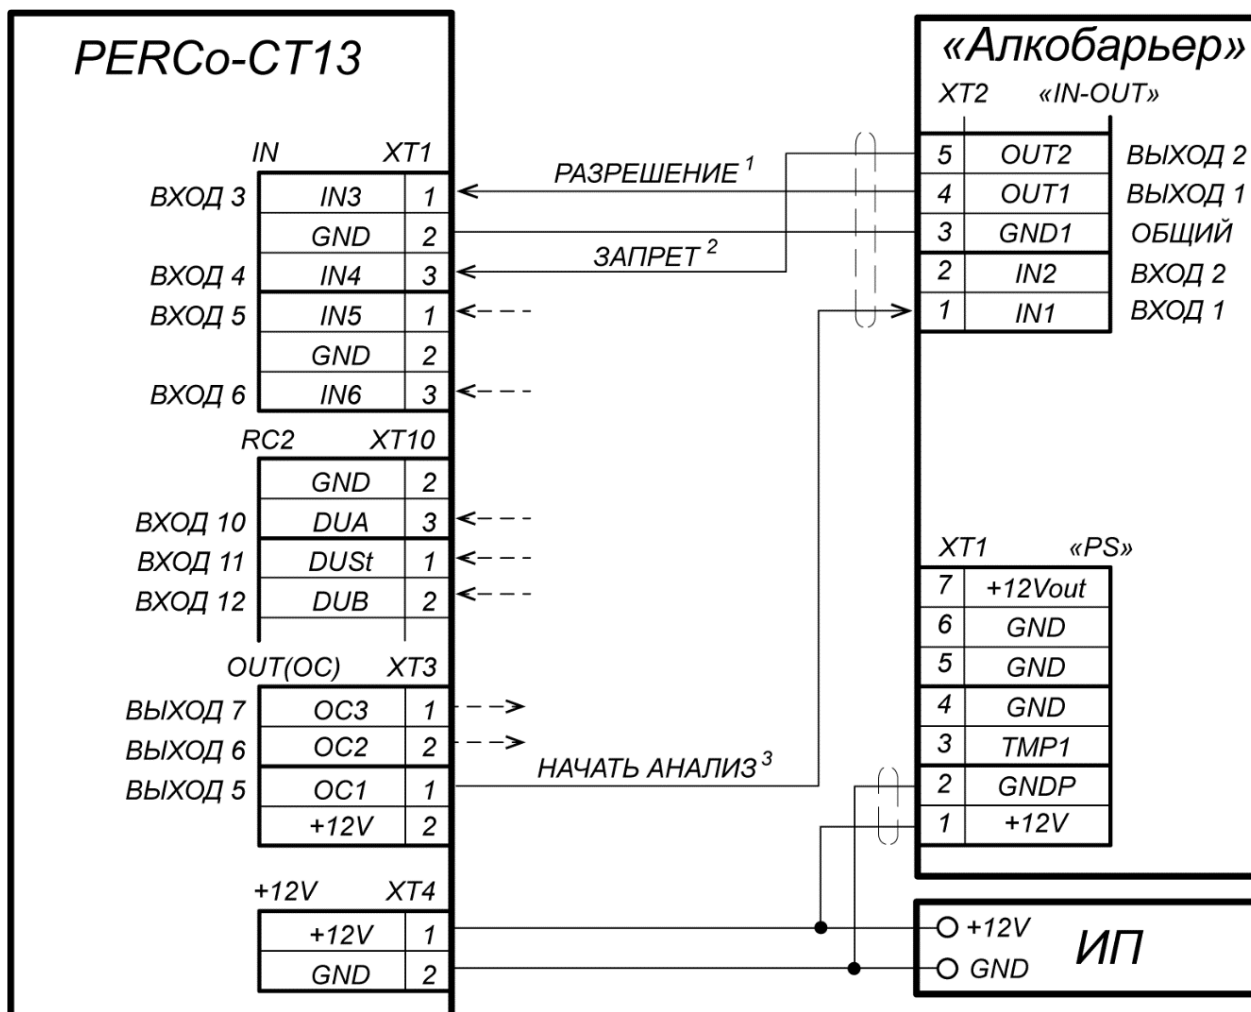 PERCo-CT13
IN XT1
ВХОД 3 IN3 1
GND 2
ВХОД 4 IN4 3
ВХОД 5 IN5 1
GND 2
ВХОД 6 IN6 3
RC2 XT10
GND 2
ВХОД 10 DUA 3
ВХОД 11 DUSt 1
ВХОД 12 DUB 2
OUT(OC) XT3
ВЫХОД 7 OC3 1
ВЫХОД 6 OC2 2
ВЫХОД 5 OC1 1
+12V 2
+12V XT4
+12V 1
GND 2
РАЗРЕШЕНИЕ 1
ЗАПРЕТ 2
НАЧАТЬ АНАЛИЗ 3
«Алкобарьер»
XT2 «IN-OUT»
5 OUT2 ВЫХОД 2
4 OUT1 ВЫХОД 1
3 GND1 ОБЩИЙ
2 IN2 ВХОД 2
1 IN1 ВХОД 1
XT1 «PS»
7 +12Vout
6 GND
5 GND
4 GND
3 TMP1
2 GNDP
1 +12V
+12V
GND
ИП